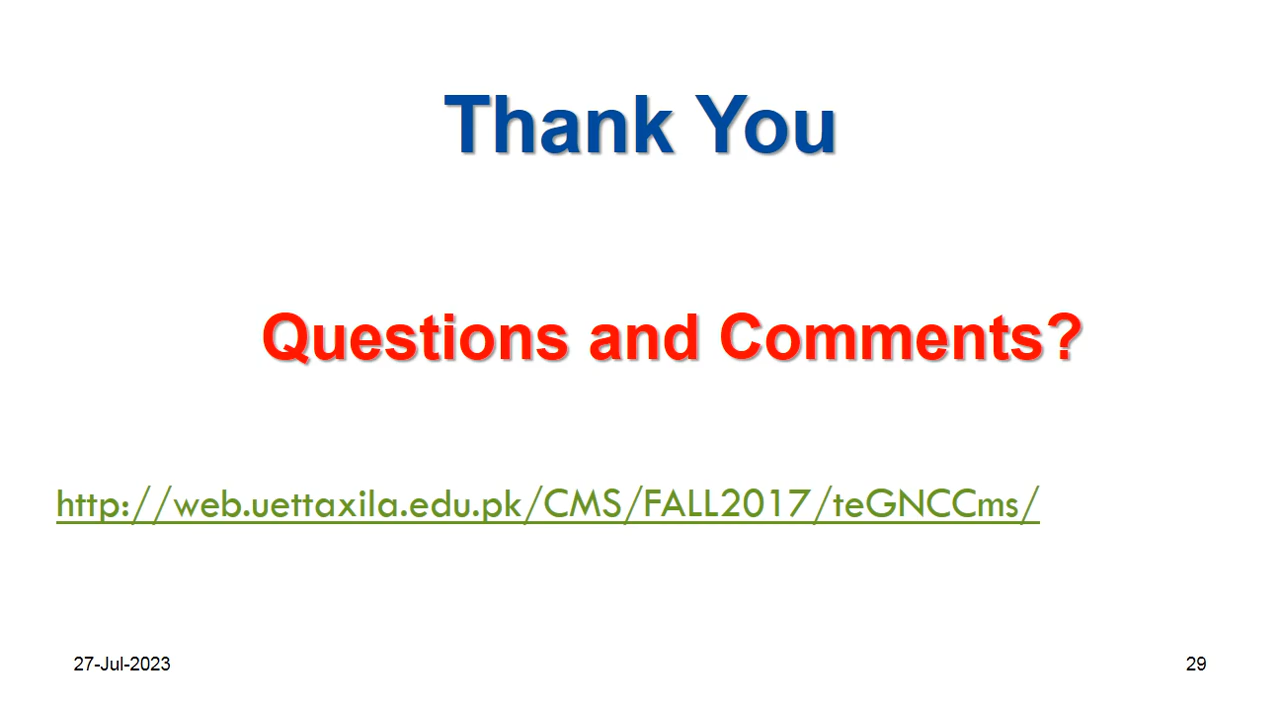 Thank You
Questions and Comments?
http://web.uettaxila.edu.pk/CMS/FALL2017/teGNCCms/
27-Jul-2023
29